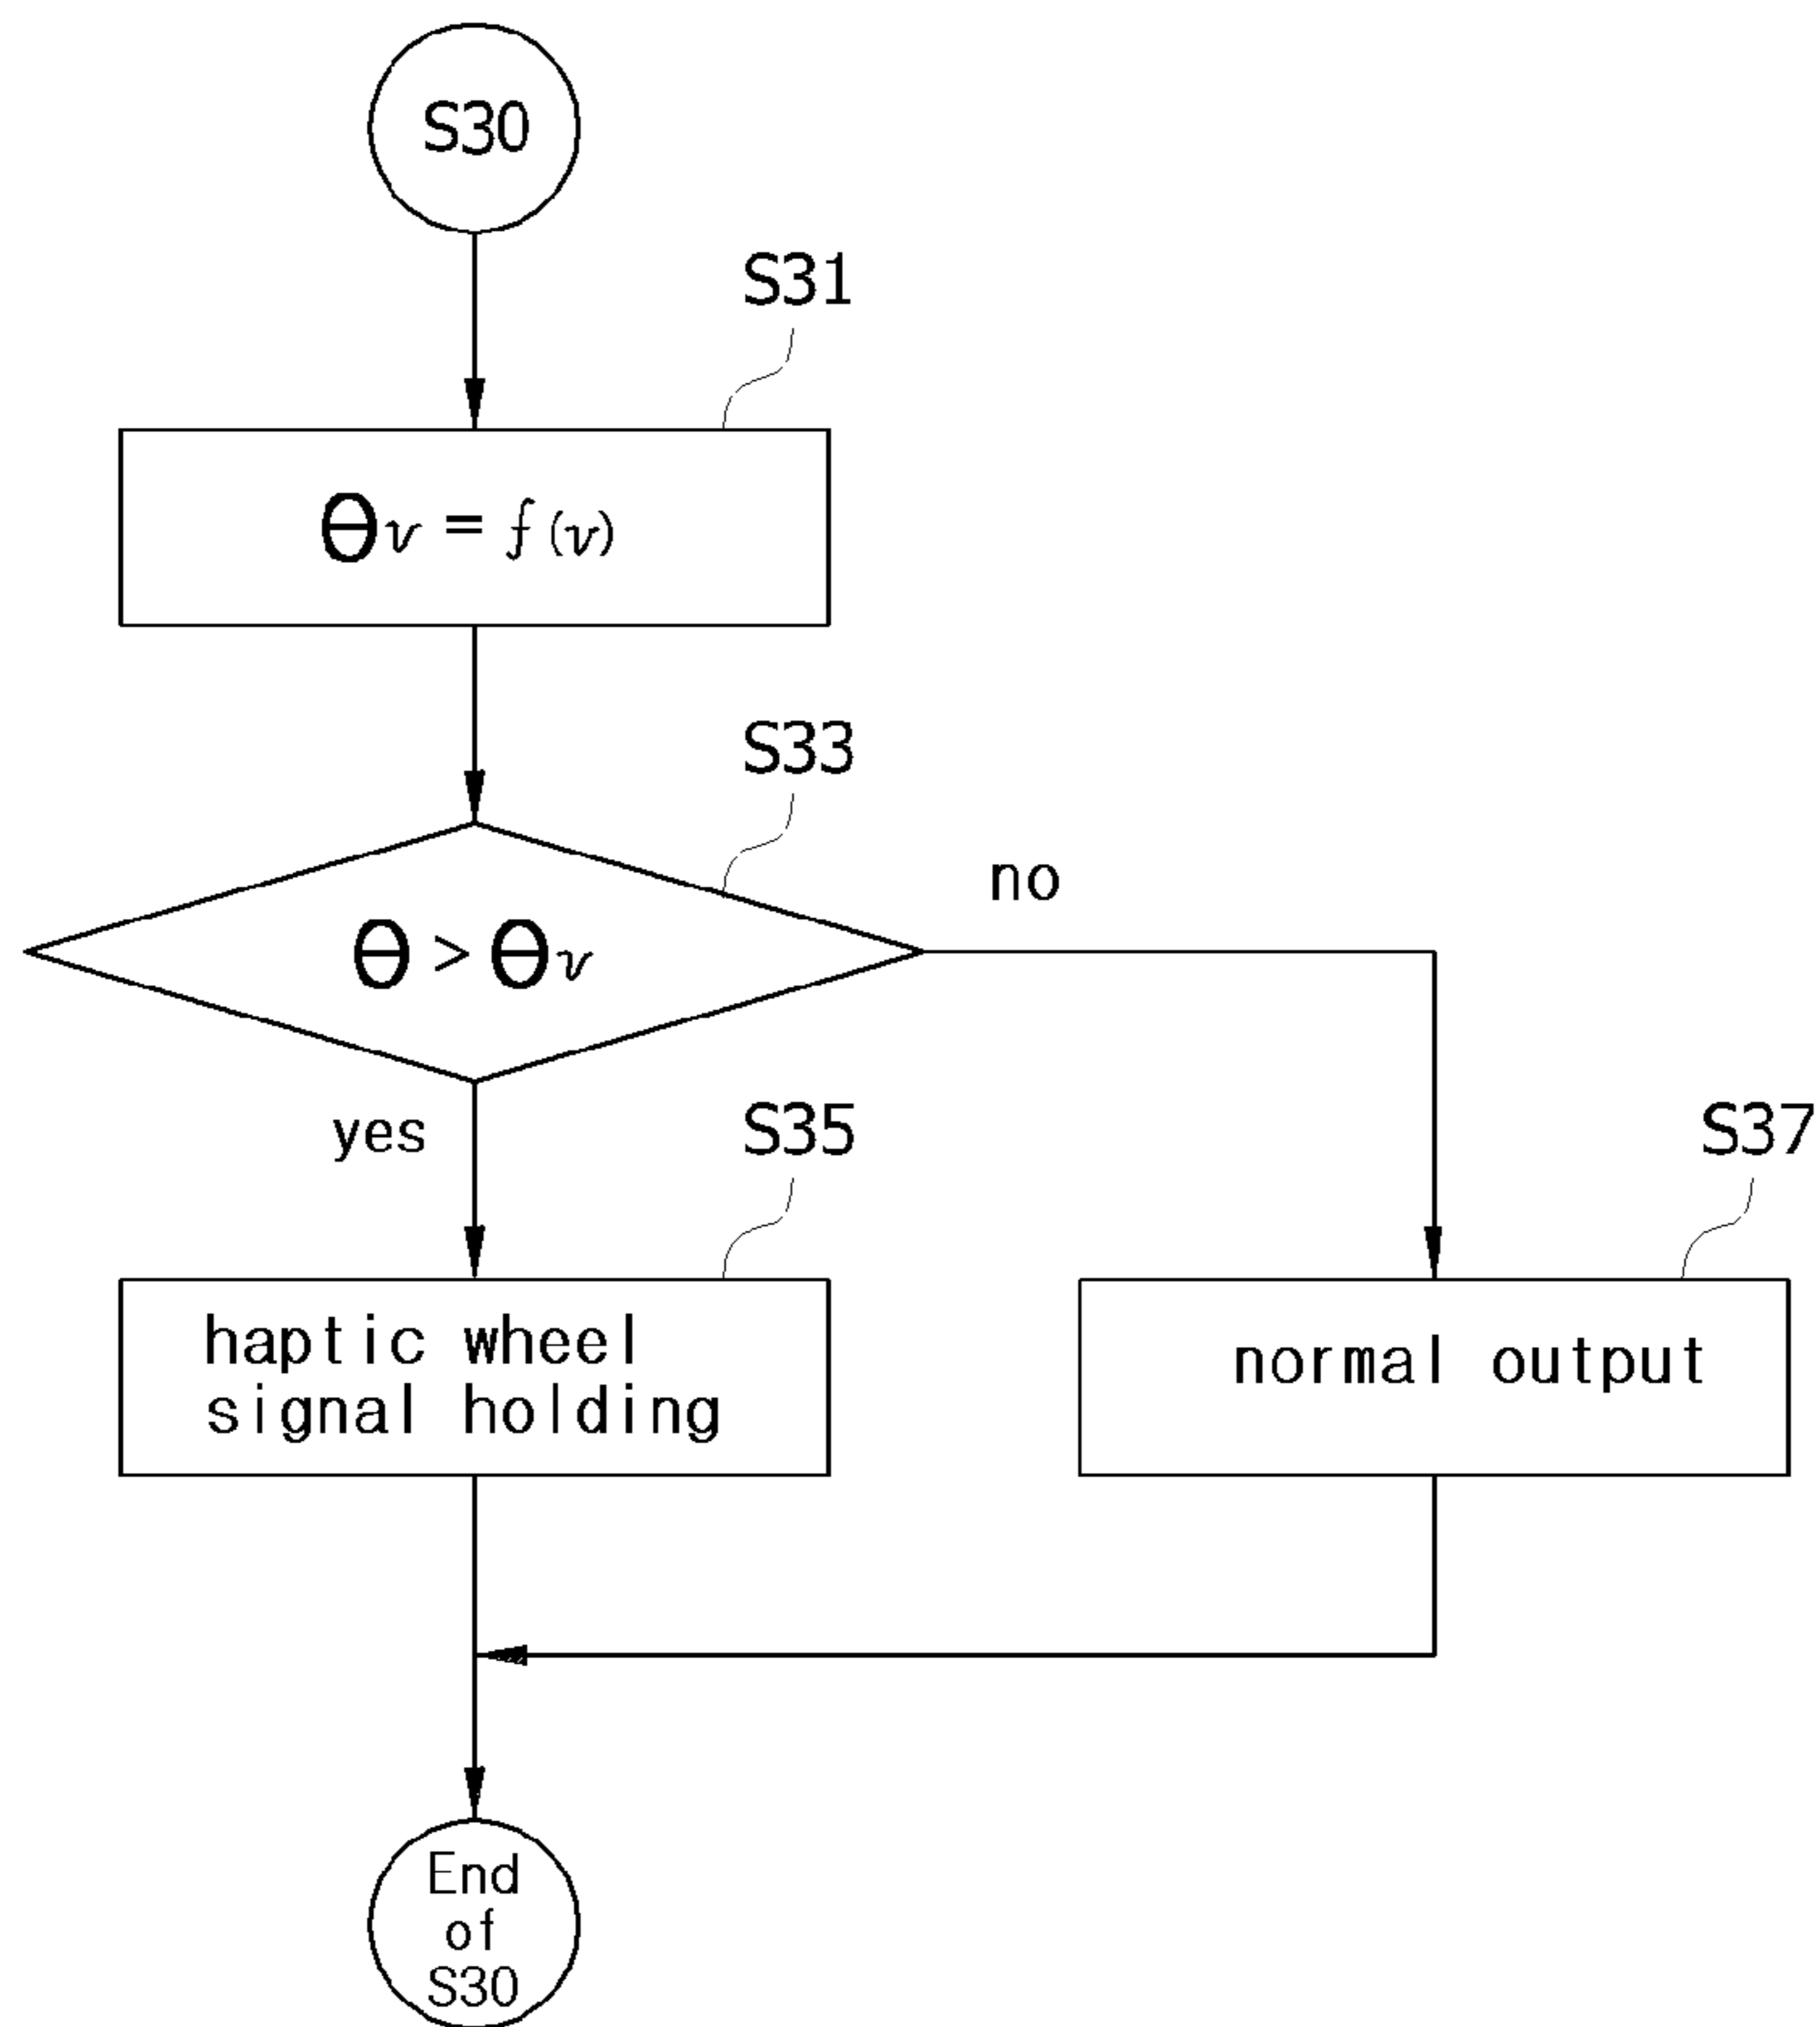 S30
S31
Θv = f(v)
S33
no
Θ > Θv
yes
S35
S37
haptic wheel
signal holding
normal output
End
of
S30